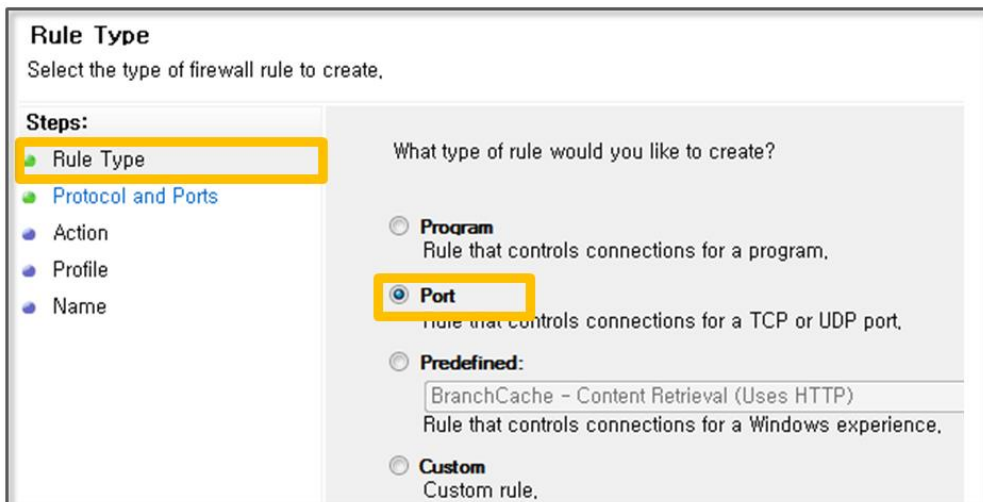 Rule Type
Select the type of firewall rule to create,
Steps:
Rule Type
Protocol and Ports
Action
Profile
Name
What type of rule would you like to create?
Program
Rule that controls connections for a program,
Port
Rule that controls connections for a TCP or UDP port,
Predefined:
BranchCache - Content Retrieval (Uses HTTP)
Rule that controls connections for a Windows experience,
Custom
Custom rule,